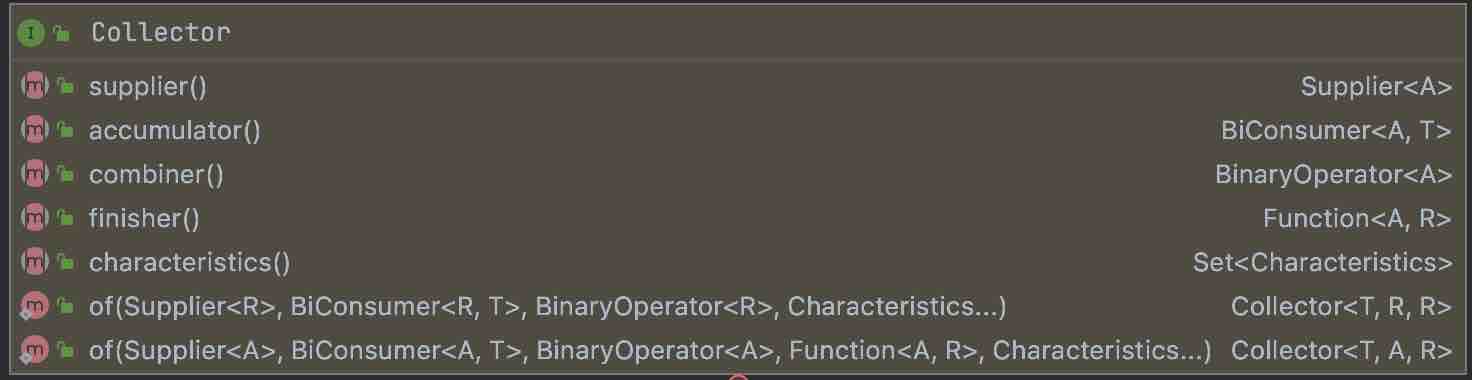 I Collector
m supplier() Supplier<A>
m accumulator() BiConsumer<A, T>
m combiner() BinaryOperator<A>
m finisher() Function<A, R>
m characteristics() Set<Characteristics>
m of(Supplier<R>, BiConsumer<R, T>, BinaryOperator<R>, Characteristics...) Collector<T, R, R>
m of(Supplier<A>, BiConsumer<A, T>, BinaryOperator<A>, Function<A, R>, Characteristics...) Collector<T, A, R>